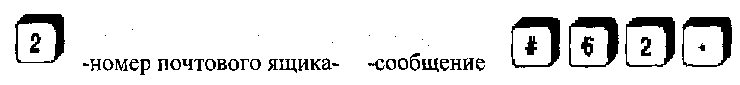 2 -номер почтового ящика- -сообщение # 6 2 *